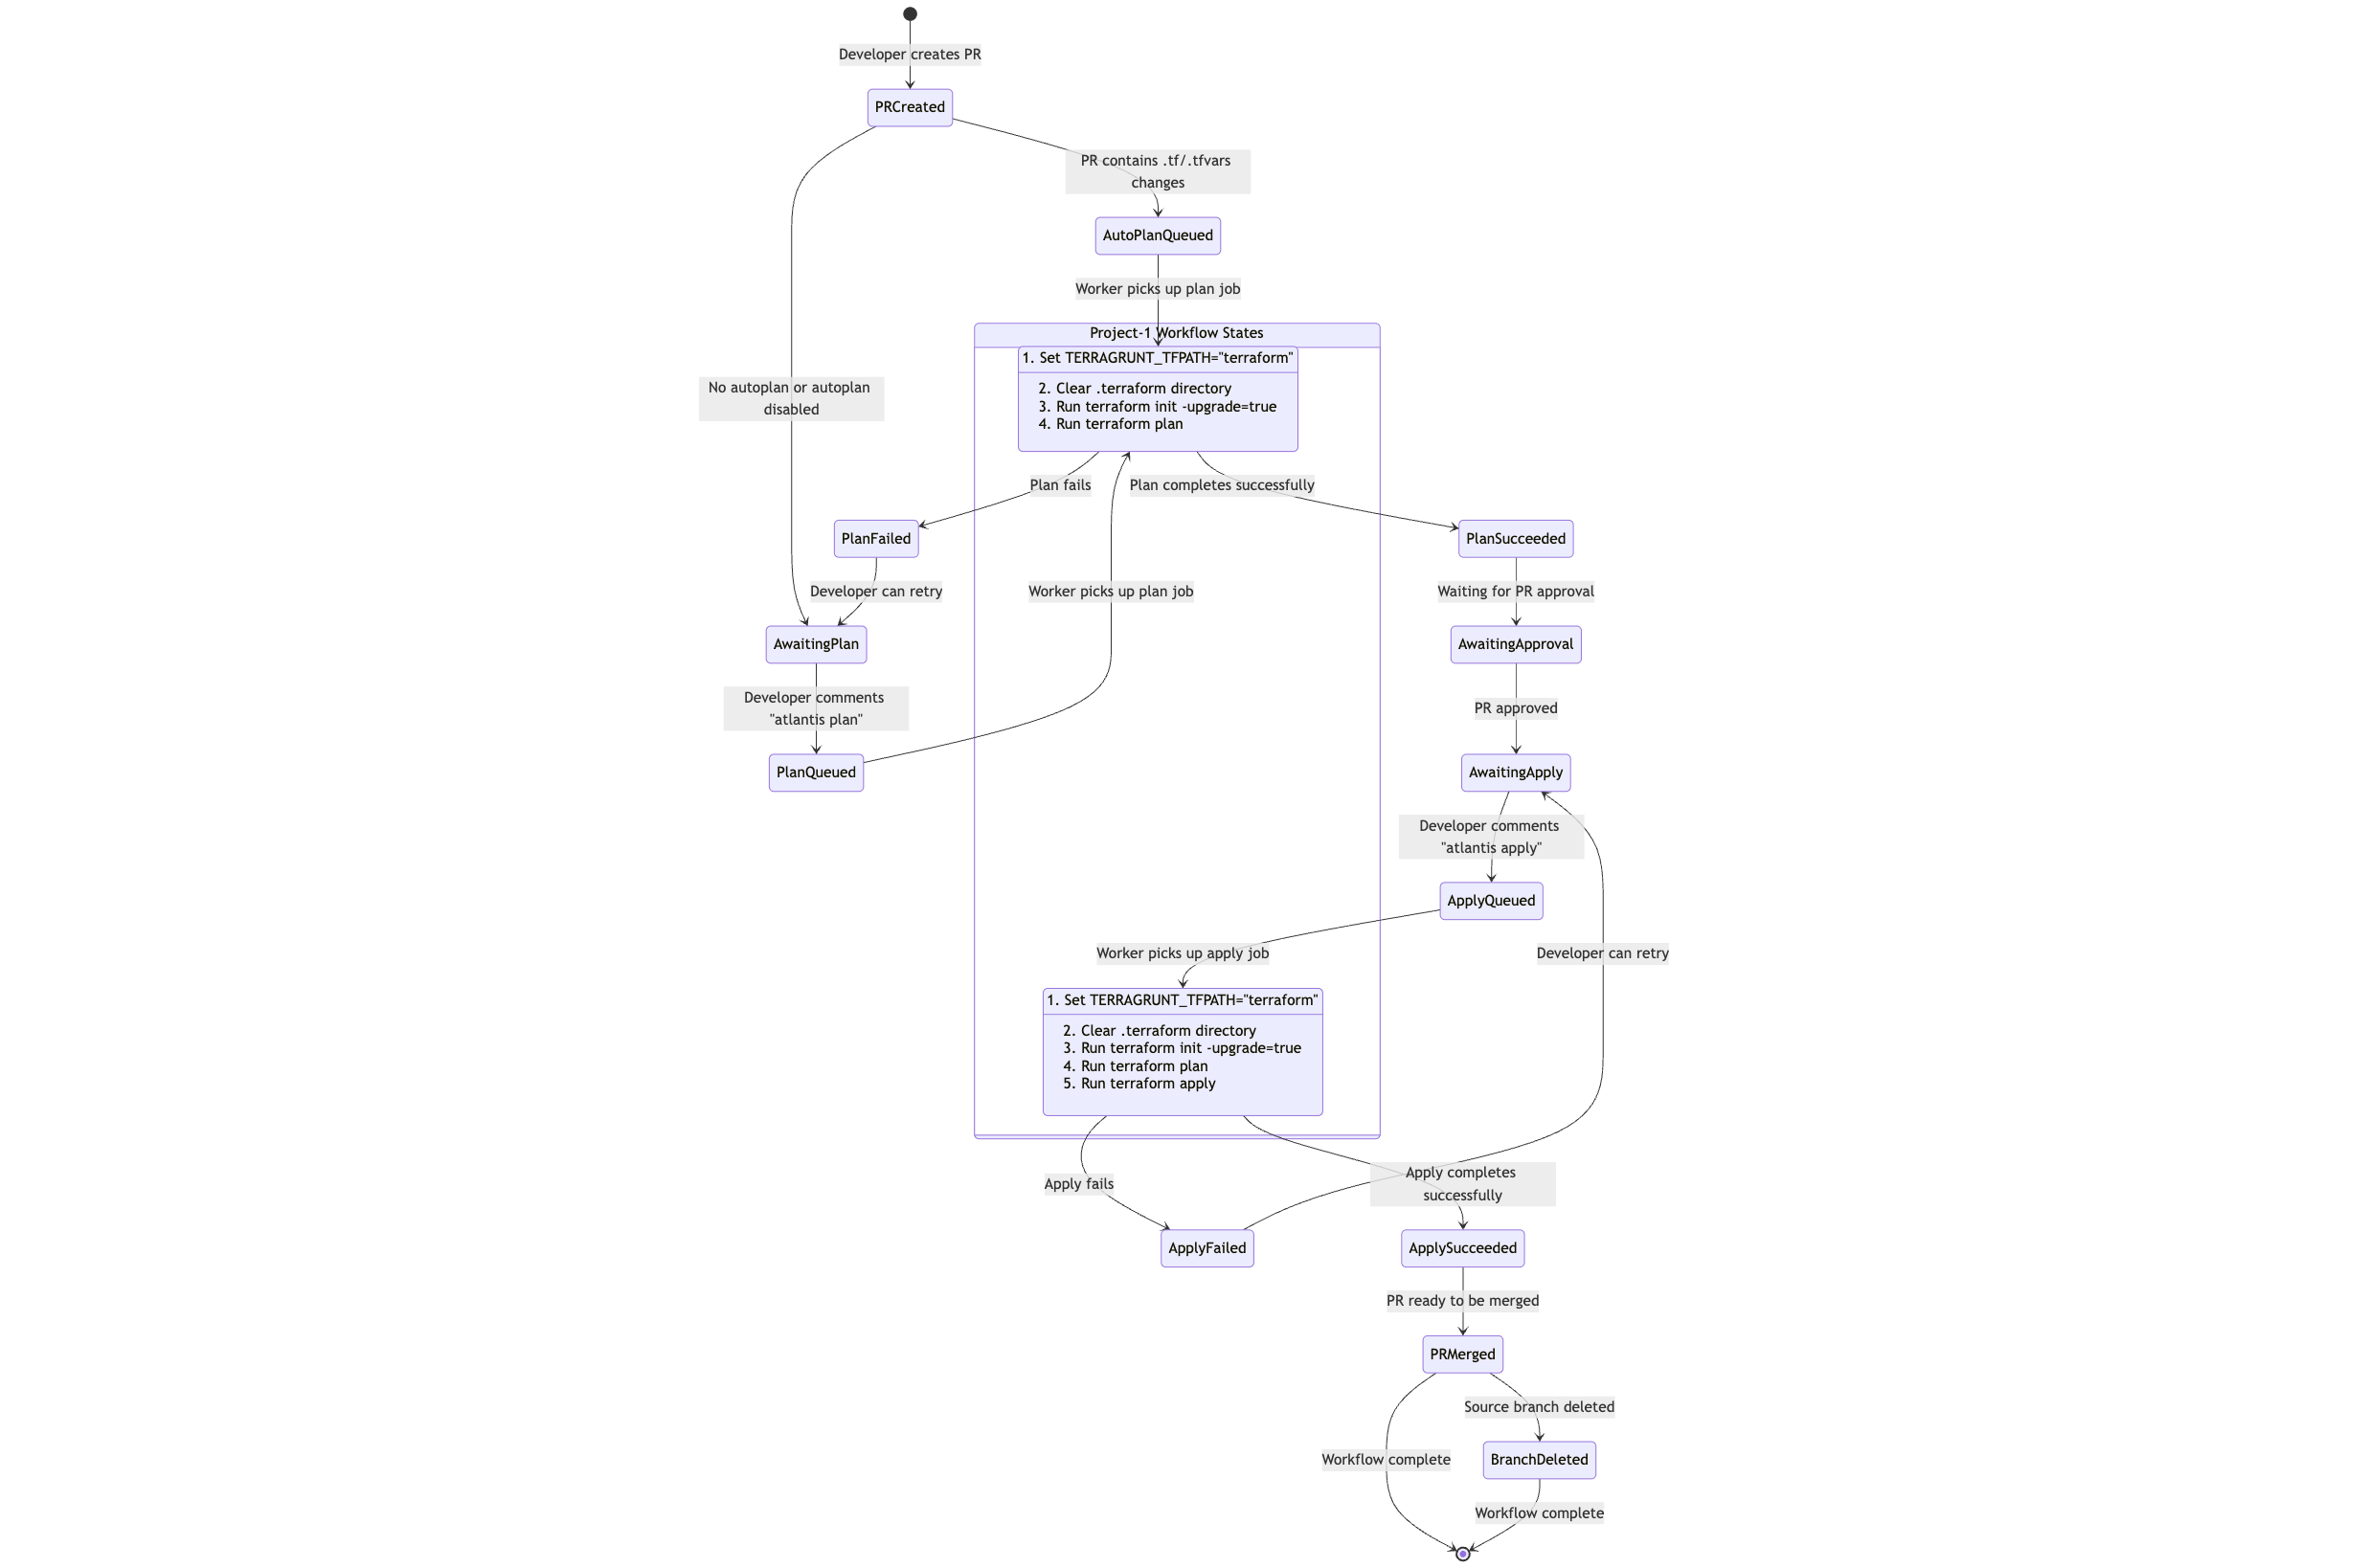 Developer creates PR
PRCreated
PR contains .tf/.tfvars
changes
AutoPlanQueued
Worker picks up plan job
Project-1 Workflow States
1. Set TERRAGRUNT_TFPATH="terraform"
2. Clear .terraform directory
3. Run terraform init -upgrade=true
4. Run terraform plan
No autoplan or autoplan
disabled
Plan fails
Plan completes successfully
PlanFailed
PlanSucceeded
Developer can retry
Worker picks up plan job
Waiting for PR approval
AwaitingPlan
AwaitingApproval
Developer comments
"atlantis plan"
PR approved
PlanQueued
AwaitingApply
Developer comments
"atlantis apply"
ApplyQueued
Worker picks up apply job
Developer can retry
1. Set TERRAGRUNT_TFPATH="terraform"
2. Clear .terraform directory
3. Run terraform init -upgrade=true
4. Run terraform plan
5. Run terraform apply
Apply fails
Apply completes
successfully
ApplyFailed
ApplySucceeded
PR ready to be merged
PRMerged
Source branch deleted
Workflow complete
BranchDeleted
Workflow complete